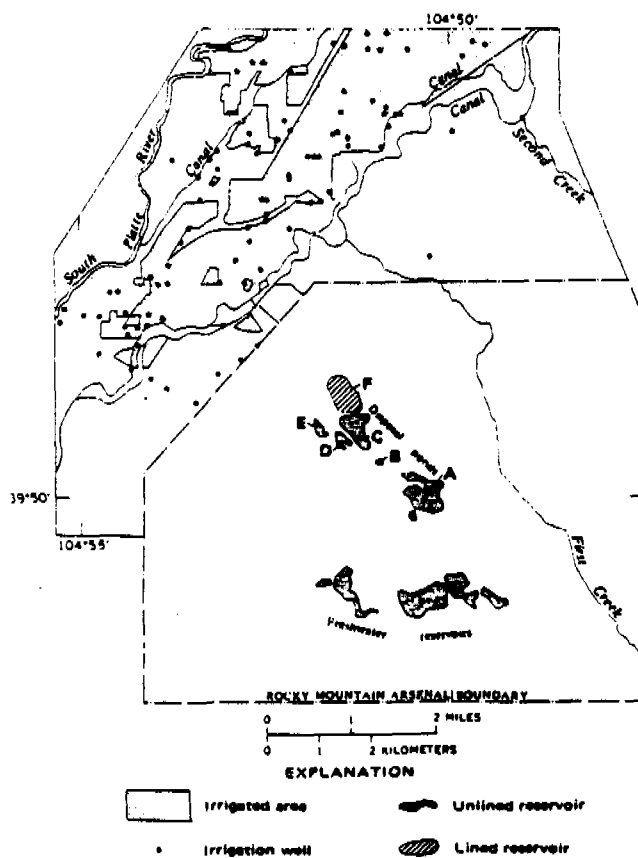 104°50'
Canal
Canal
Second Creek
River
Canal
Platte
South
F
E
D
C
Disposal ponds
B
A
39°50'
104°55'
First Creek
Freshwater reservoirs
ROCKY MOUNTAIN ARSENAL BOUNDARY
0 2 MILES
0 1 2 KILOMETERS
EXPLANATION
Irrigated area
Unlined reservoir
Irrigation well
Lined reservoir